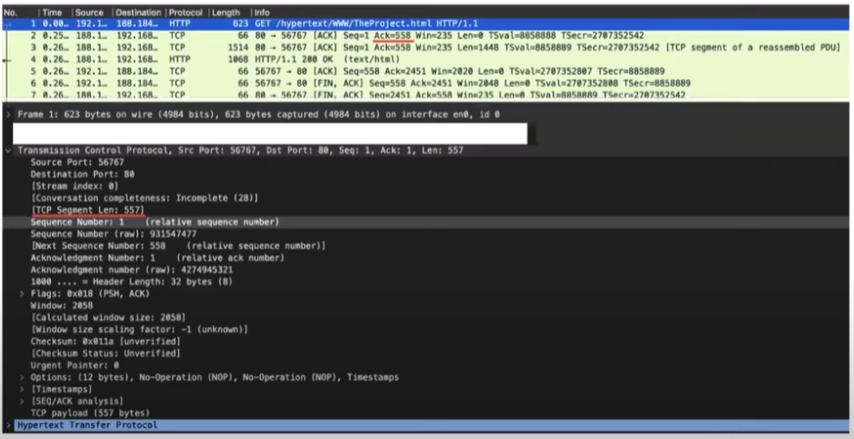 No. Time Source Destination Protocol Length Info
1 0.00… 192.1… 188.184… HTTP 623 GET /hypertext/WWW/TheProject.html HTTP/1.1
2 0.25… 188.1… 192.168… TCP 66 80 → 56767 [ACK] Seq=1 Ack=558 Win=235 Len=0 TSval=8858888 TSecr=2707352542
3 0.26… 188.1… 192.168… TCP 1514 80 → 56767 [ACK] Seq=1 Ack=558 Win=235 Len=1448 TSval=8858889 TSecr=2707352542 [TCP segment of a reassembled PDU]
4 0.26… 188.1… 192.168… HTTP 1068 HTTP/1.1 200 OK (text/html)
5 0.26… 192.1… 188.184… TCP 66 56767 → 80 [ACK] Seq=558 Ack=2451 Win=2020 Len=0 TSval=2707352807 TSecr=8858889
6 0.26… 192.1… 188.184… TCP 66 56767 → 80 [FIN, ACK] Seq=558 Ack=2451 Win=2048 Len=0 TSval=2707352808 TSecr=8858889
7 0.26… 188.1… 192.168… TCP 66 80 → 56767 [FIN, ACK] Seq=2451 Ack=558 Win=235 Len=0 TSval=8858889 TSecr=2707352542
Frame 1: 623 bytes on wire (4984 bits), 623 bytes captured (4984 bits) on interface en0, id 0
Transmission Control Protocol, Src Port: 56767, Dst Port: 80, Seq: 1, Ack: 1, Len: 557
Source Port: 56767
Destination Port: 80
[Stream index: 0]
[Conversation completeness: Incomplete (28)]
[TCP Segment Len: 557]
Sequence Number: 1 (relative sequence number)
Sequence Number (raw): 931547477
[Next Sequence Number: 558 (relative sequence number)]
Acknowledgment Number: 1 (relative ack number)
Acknowledgment number (raw): 4274945321
1000 .... = Header Length: 32 bytes (8)
Flags: 0x018 (PSH, ACK)
Window: 2058
[Calculated window size: 2058]
[Window size scaling factor: -1 (unknown)]
Checksum: 0x011a [unverified]
[Checksum Status: Unverified]
Urgent Pointer: 0
Options: (12 bytes), No-Operation (NOP), No-Operation (NOP), Timestamps
[Timestamps]
[SEQ/ACK analysis]
TCP payload (557 bytes)
Hypertext Transfer Protocol